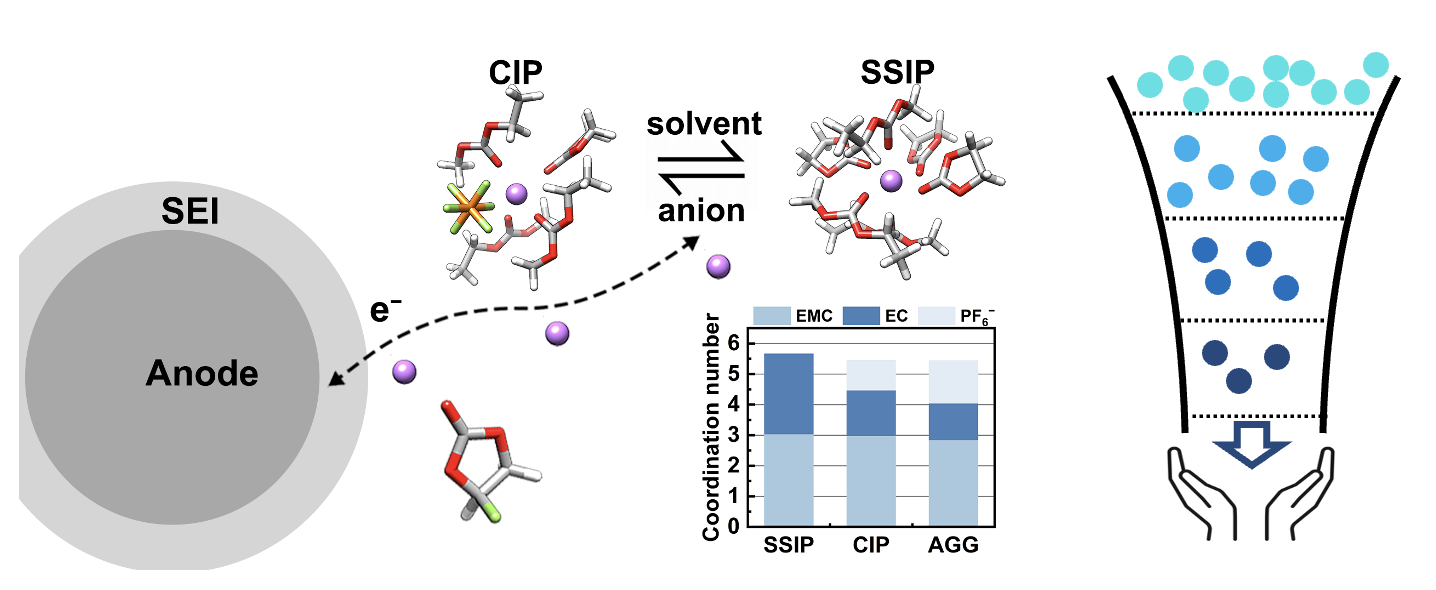 CIP
SSIP
solvent
anion
SEI
Anode
e⁻
EMC EC PF₆⁻
Coordination number
6
5
4
3
2
1
0
SSIP CIP AGG